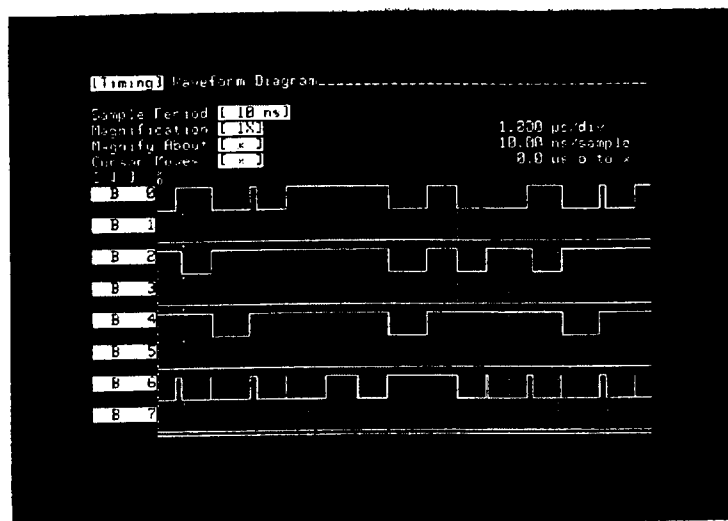 [Timing] Waveform Diagram
Sample Period [ 10 ns]
Magnification [ 1X]
Magnify About [ x ]
Cursor Moves [ x ]
1.000 µs/div
10.00 ns/sample
0.0 us o to x
B 0
B 1
B 2
B 3
B 4
B 5
B 6
B 7